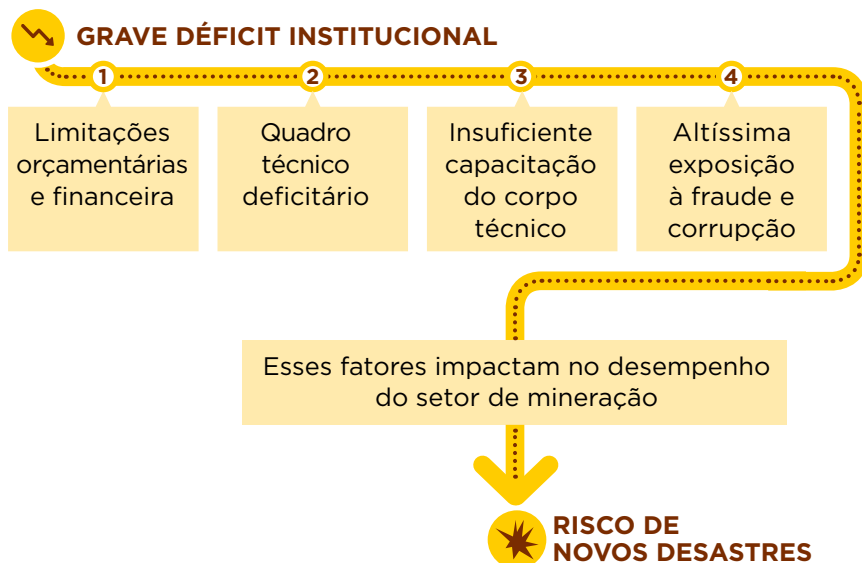 GRAVE DÉFICIT INSTITUCIONAL
1
Limitações
orçamentárias
e financeira
2
Quadro
técnico
deficitário
3
Insuficiente
capacitação
do corpo
técnico
4
Altíssima
exposição
à fraude e
corrupção
Esses fatores impactam no desempenho
do setor de mineração
RISCO DE
NOVOS DESASTRES